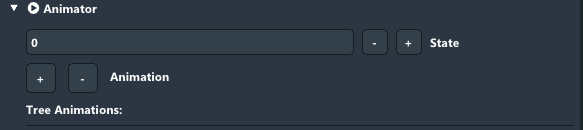 Animator
0 - + State
+ - Animation
Tree Animations: